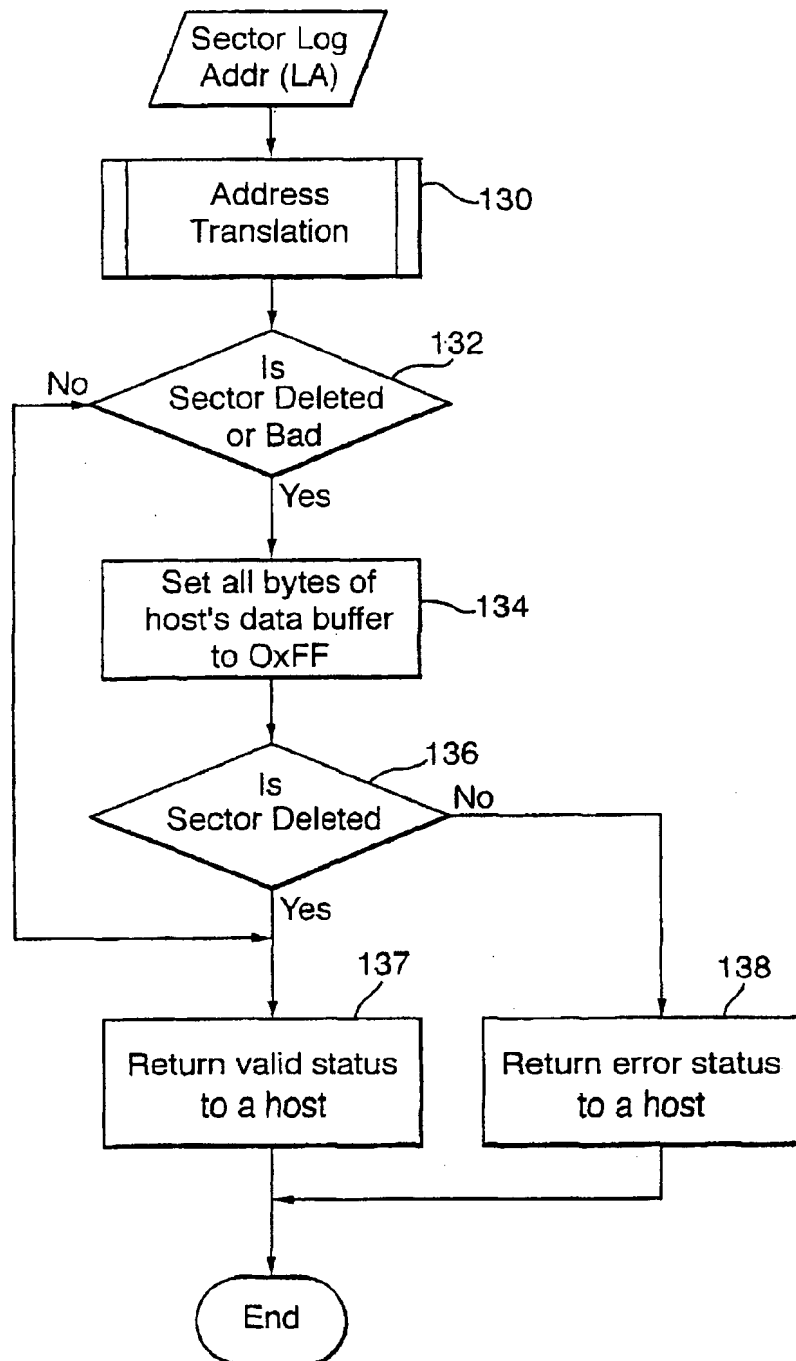 Sector Log
Addr (LA)
Address
Translation
130
Is
Sector Deleted
or Bad
132
No
Yes
Set all bytes of
host's data buffer
to OxFF
134
Is
Sector Deleted
136
No
Yes
137
Return valid status
to a host
138
Return error status
to a host
End